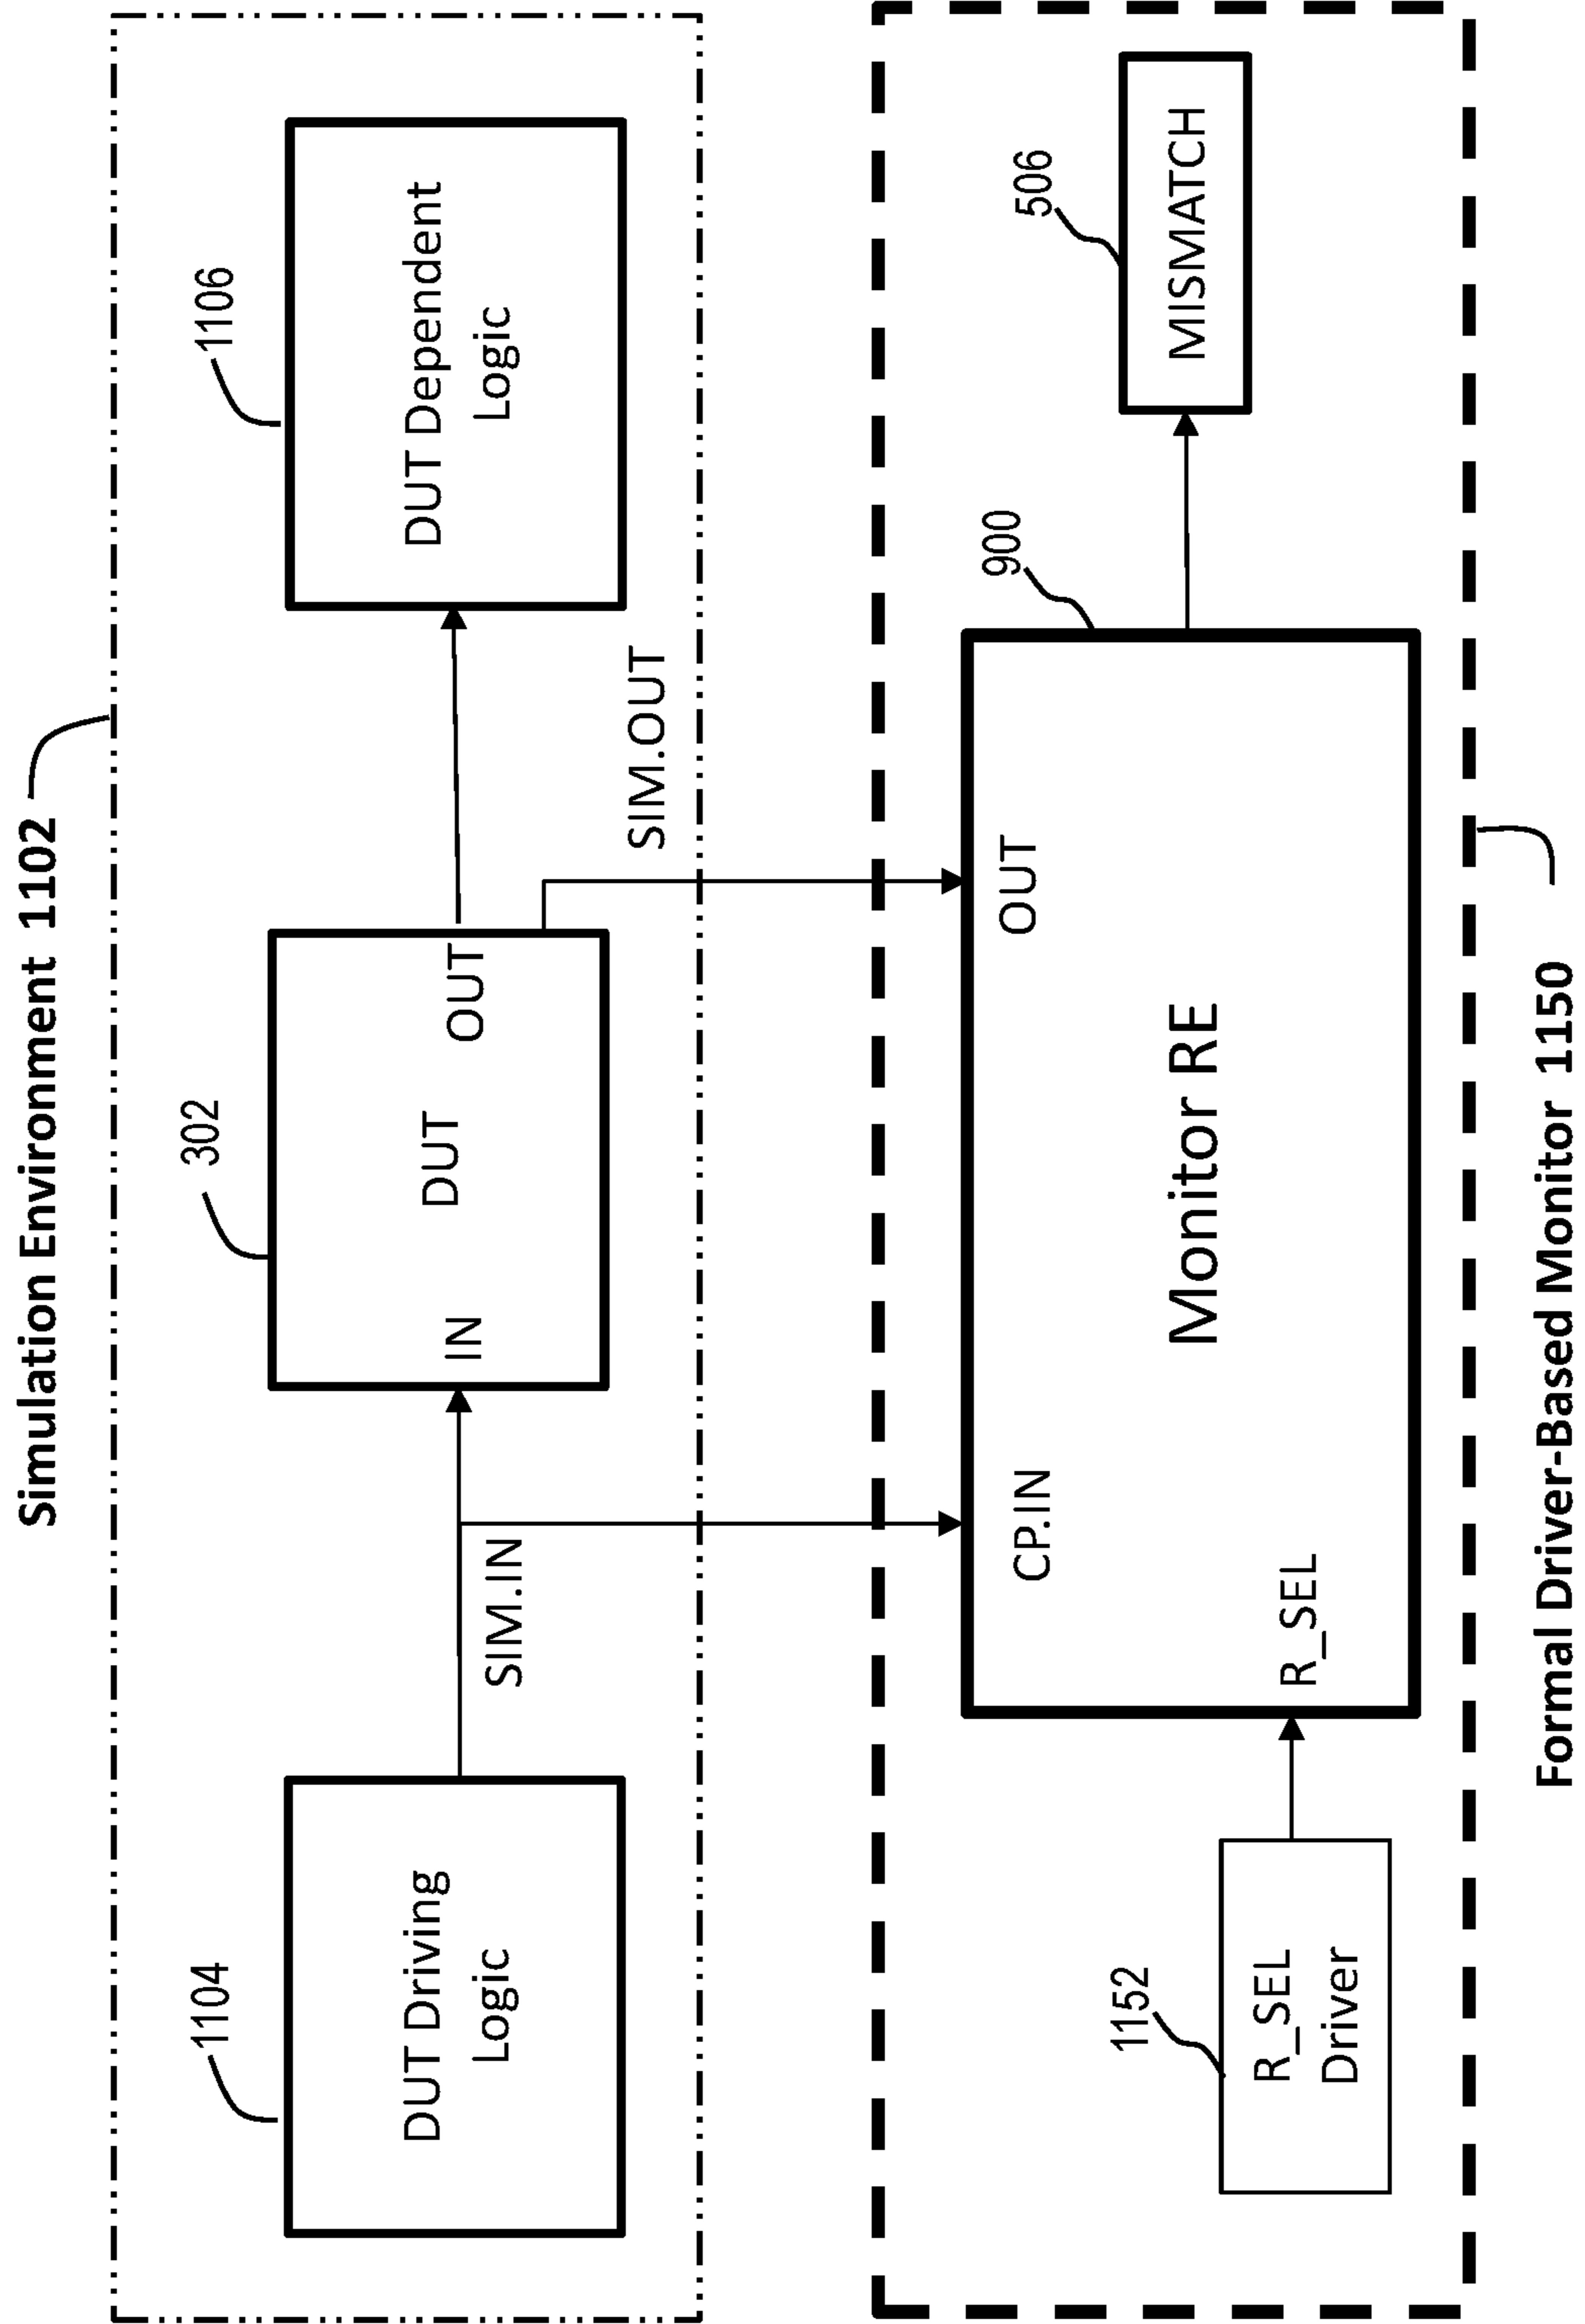 Simulation Environment 1102
1104
302
1106
DUT Driving
Logic
IN
DUT
OUT
DUT Dependent
Logic
SIM.IN
SIM.OUT
900
506
CP.IN
OUT
Monitor RE
MISMATCH
1152
R_SEL
Driver
R_SEL
Formal Driver-Based Monitor 1150